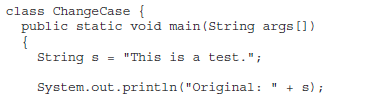 class ChangeCase {
public static void main(String args[])
{
String s = "This is a test.";
System.out.println("Original: " + s);